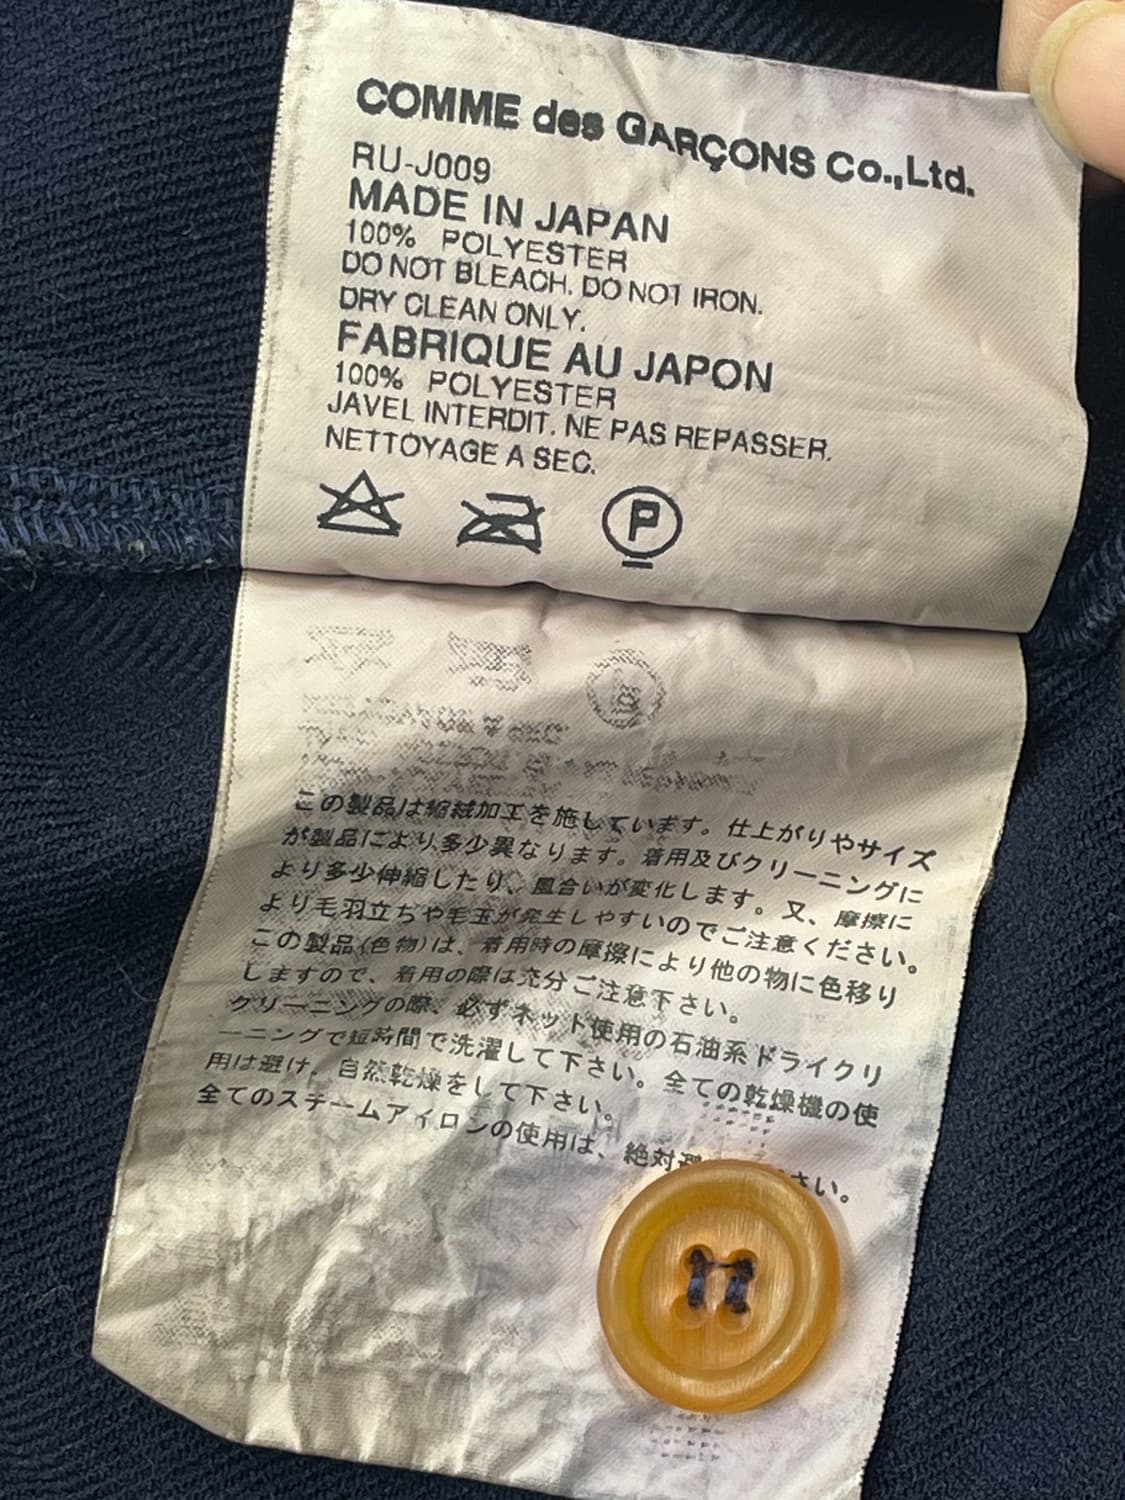 COMME des GARÇONS Co.,Ltd.
RU-J009
MADE IN JAPAN
100% POLYESTER
DO NOT BLEACH. DO NOT IRON.
DRY CLEAN ONLY.
FABRIQUE AU JAPON
100% POLYESTER
JAVEL INTERDIT. NE PAS REPASSER.
NETTOYAGE A SEC.
P
この製品は縮絨加工を施しています。仕上がりやサイズ
が製品により多少異なります。着用及びクリーニングに
より多少伸縮したり、風合いが変化します。又、摩擦に
より毛羽立ちや毛玉が発生しやすいのでご注意ください。
この製品(色物)は、着用時の摩擦により他の物に色移り
しますので、着用の際は充分ご注意下さい。
クリーニングの際、必ずネット使用の石油系ドライクリ
ーニングで短時間で洗濯して下さい。全ての乾燥機の使
用は避け、自然乾燥をして下さい。
全てのスチームアイロンの使用は、絶対 さい。